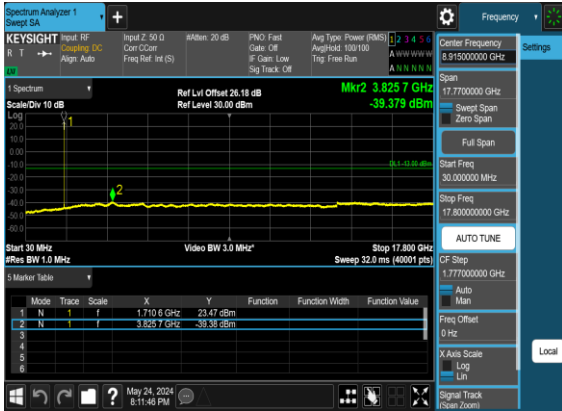 Spectrum Analyzer 1
Swept SA
+
Frequency
KEYSIGHT
R T
LV
Input: RF
Coupling: DC
Align: Auto
Input Z: 50 Ω
Corr CCorr
Freq Ref: Int (S)
#Atten: 20 dB
PNO: Fast
Gate: Off
IF Gain: Low
Sig Track: Off
Avg Type: Power (RMS)
Avg|Hold: 100/100
Trig: Free Run
1 2 3 4 5 6
A W W W W W
A N N N N N
Center Frequency
8.915000000 GHz
Settings
1 Spectrum
Scale/Div 10 dB
Ref Lvl Offset 26.18 dB
Ref Level 30.00 dBm
Mkr2 3.825 7 GHz
-39.379 dBm
Span
17.7700000 GHz
Swept Span
Zero Span
Full Span
Log
20.0
10.0
0.00
-10.0
-20.0
-30.0
-40.0
-50.0
-60.0
1
2
DL1 -13.00 dBm
Start Freq
30.000000 MHz
Stop Freq
17.800000000 GHz
AUTO TUNE
Start 30 MHz
#Res BW 1.0 MHz
Video BW 3.0 MHz*
Stop 17.800 GHz
Sweep 32.0 ms (40001 pts)
CF Step
1.777000000 GHz
Auto
Man
5 Marker Table
Mode Trace Scale X Y Function Function Width Function Value
1 N 1 f 1.710 6 GHz 23.47 dBm
2 N 1 f 3.825 7 GHz -39.38 dBm
3
4
5
6
Freq Offset
0 Hz
X Axis Scale
Log
Lin
Local
Signal Track
(Span Zoom)
?
May 24, 2024
8:11:46 PM